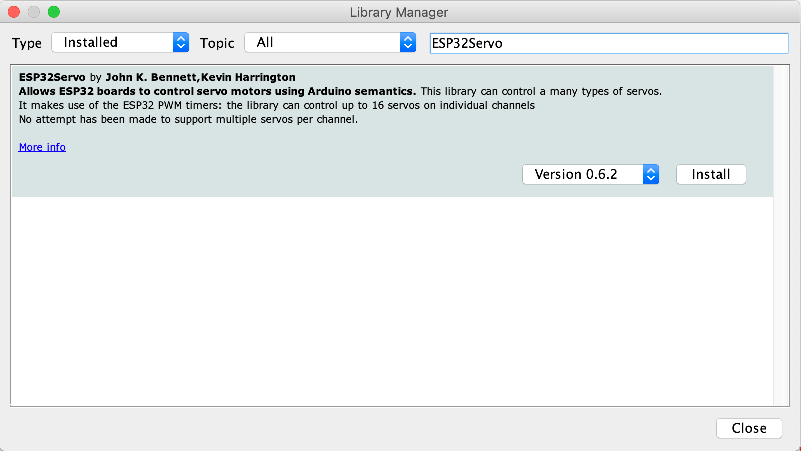 Library Manager
Type Installed Topic All ESP32Servo
ESP32Servo by John K. Bennett,Kevin Harrington
Allows ESP32 boards to control servo motors using Arduino semantics. This library can control a many types of servos.
It makes use of the ESP32 PWM timers: the library can control up to 16 servos on individual channels
No attempt has been made to support multiple servos per channel.
More info
Version 0.6.2 Install
Close